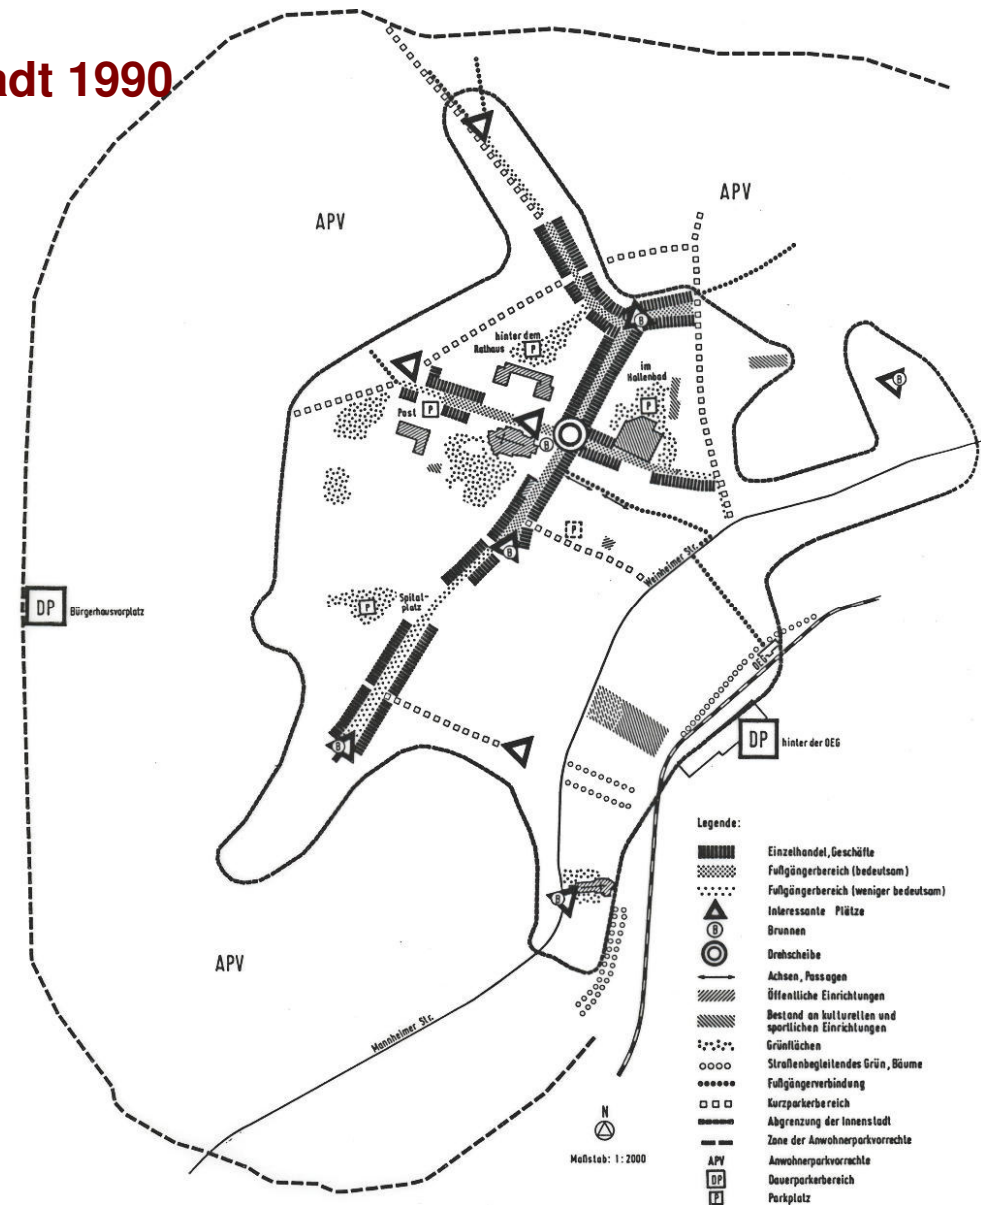 adt 1990
APV
APV
hinter dem
Rathaus
P
im
Hallenbad
P
B
B
Post
P
B
P
B
Weinheimer Str.
DP
Bürgerhausvorplatz
Spital-
platz
P
OEG
DP
hinter der OEG
B
B
APV
Mannheimer Str.
N
Maßstab: 1:2000
Legende:
Einzelhandel, Geschäfte
Fußgängerbereich (bedeutsam)
Fußgängerbereich (weniger bedeutsam)
Interessante Plätze
B
Brunnen
Drehscheibe
Achsen, Passagen
Öffentliche Einrichtungen
Bestand an kulturellen und
sportlichen Einrichtungen
Grünflächen
Straßenbegleitendes Grün, Bäume
Fußgängerverbindung
Kurzparkerbereich
Abgrenzung der Innenstadt
Zone der Anwohnerparkvorrechte
APV
Anwohnerparkvorrechte
DP
Dauerparkerbereich
P
Parkplatz